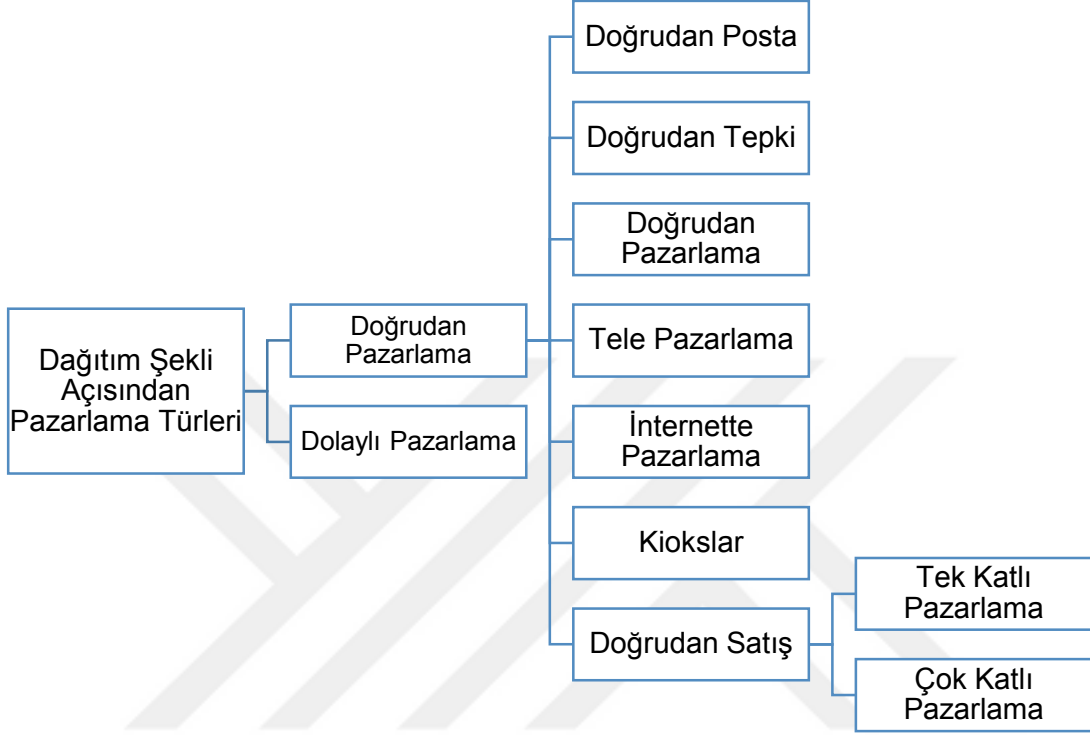 Dağıtım Şekli
Açısından
Pazarlama Türleri
Doğrudan
Pazarlama
Dolaylı Pazarlama
Doğrudan Posta
Doğrudan Tepki
Doğrudan
Pazarlama
Tele Pazarlama
İnternette
Pazarlama
Kiokslar
Doğrudan Satış
Tek Katlı
Pazarlama
Çok Katlı
Pazarlama